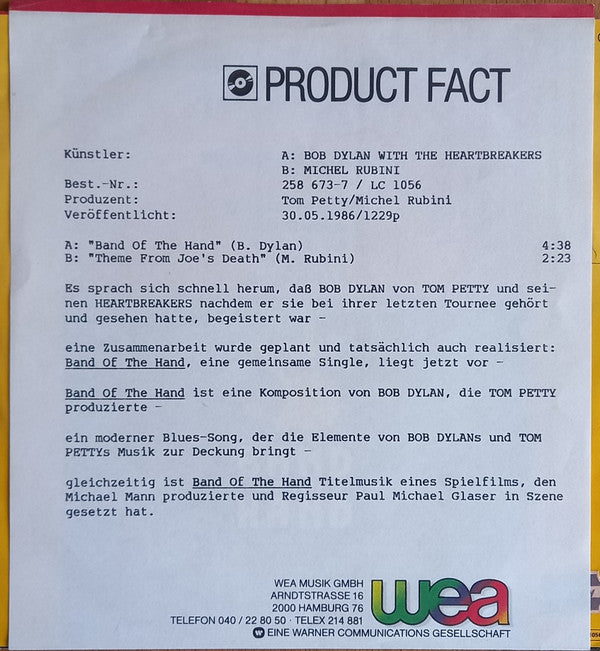 PRODUCT FACT
Künstler: A: BOB DYLAN WITH THE HEARTBREAKERS
B: MICHEL RUBINI
Best.-Nr.: 258 673-7 / LC 1056
Produzent: Tom Petty/Michel Rubini
Veröffentlicht: 30.05.1986/1229p
A: "Band Of The Hand" (B. Dylan) 4:38
B: "Theme From Joe's Death" (M. Rubini) 2:23
Es sprach sich schnell herum, daß BOB DYLAN von TOM PETTY und sei-
nen HEARTBREAKERS nachdem er sie bei ihrer letzten Tournee gehört
und gesehen hatte, begeistert war -
eine Zusammenarbeit wurde geplant und tatsächlich auch realisiert:
Band Of The Hand, eine gemeinsame Single, liegt jetzt vor -
Band Of The Hand ist eine Komposition von BOB DYLAN, die TOM PETTY
produzierte -
ein moderner Blues-Song, der die Elemente von BOB DYLANs und TOM
PETTYs Musik zur Deckung bringt -
gleichzeitig ist Band Of The Hand Titelmusik eines Spielfilms, den
Michael Mann produzierte und Regisseur Paul Michael Glaser in Szene
gesetzt hat.
WEA MUSIK GMBH
ARNDTSTRASSE 16
2000 HAMBURG 76
TELEFON 040 / 22 80 50 · TELEX 214 881
EINE WARNER COMMUNICATIONS GESELLSCHAFT
wea